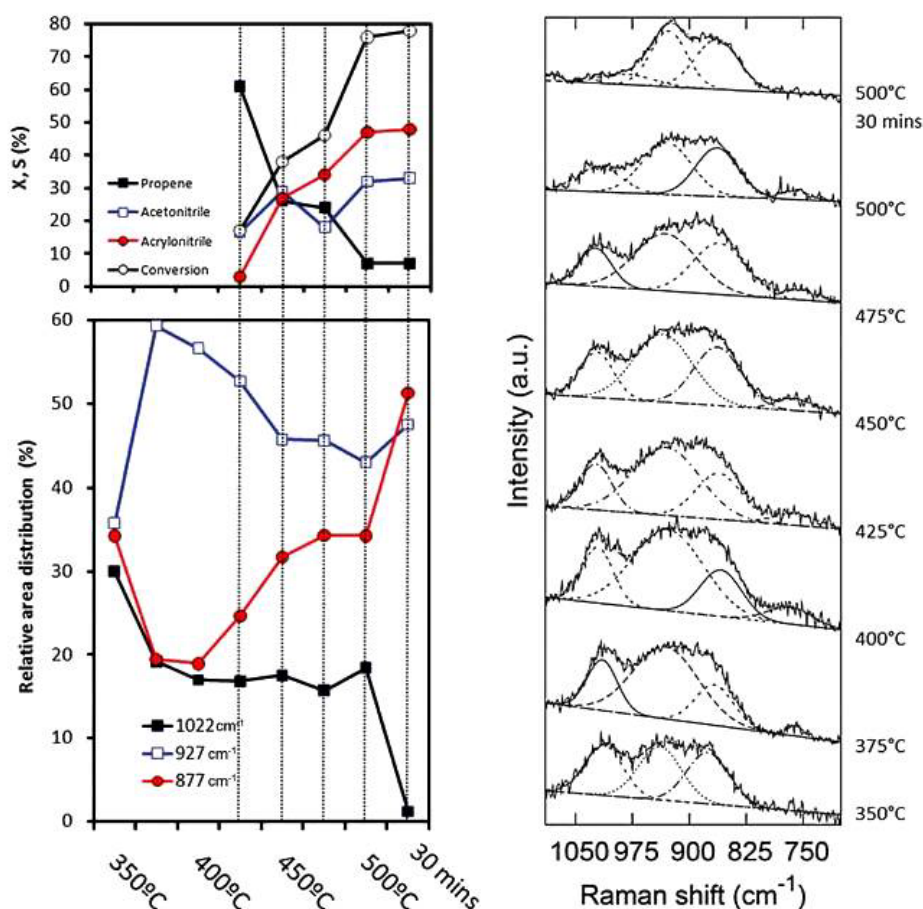 X, S (%)
80
70
60
50
40
30
20
10
0
Propene
Acetonitrile
Acrylonitrile
Conversion
Relative area distribution (%)
60
50
40
30
20
10
0
1022 cm⁻¹
927 cm⁻¹
877 cm⁻¹
350ºC
400ºC
450ºC
500ºC
30 mins
Intensity (a.u.)
500°C
30 mins
500°C
475°C
450°C
425°C
400°C
375°C
350°C
1050 975 900 825 750
Raman shift (cm⁻¹)